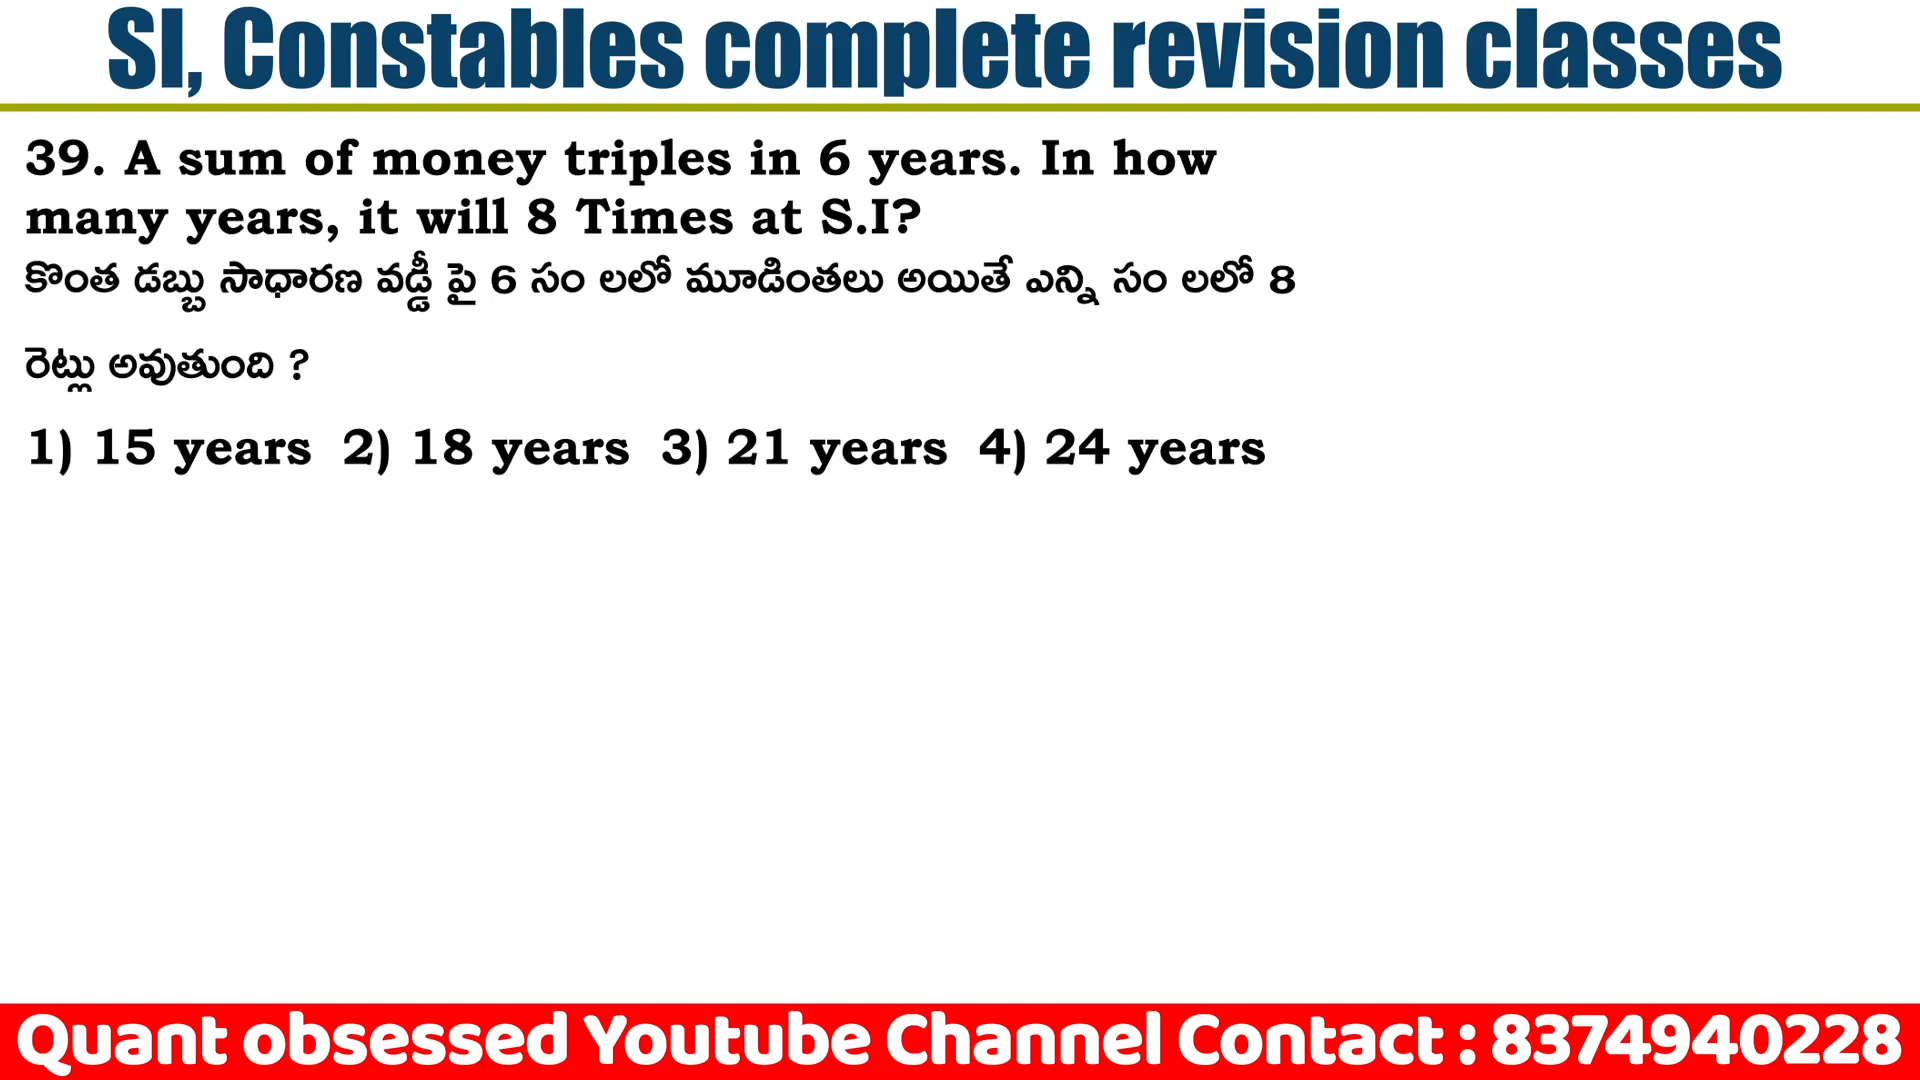 SI, Constables complete revision classes
39. A sum of money triples in 6 years. In how
many years, it will 8 Times at S.I?
కొంత డబ్బు సాధారణ వడ్డీ పై 6 సం లలో మూడింతలు అయితే ఎన్ని సం లలో 8
రెట్లు అవుతుంది ?
1) 15 years 2) 18 years 3) 21 years 4) 24 years
Quant obsessed Youtube Channel Contact : 8374940228